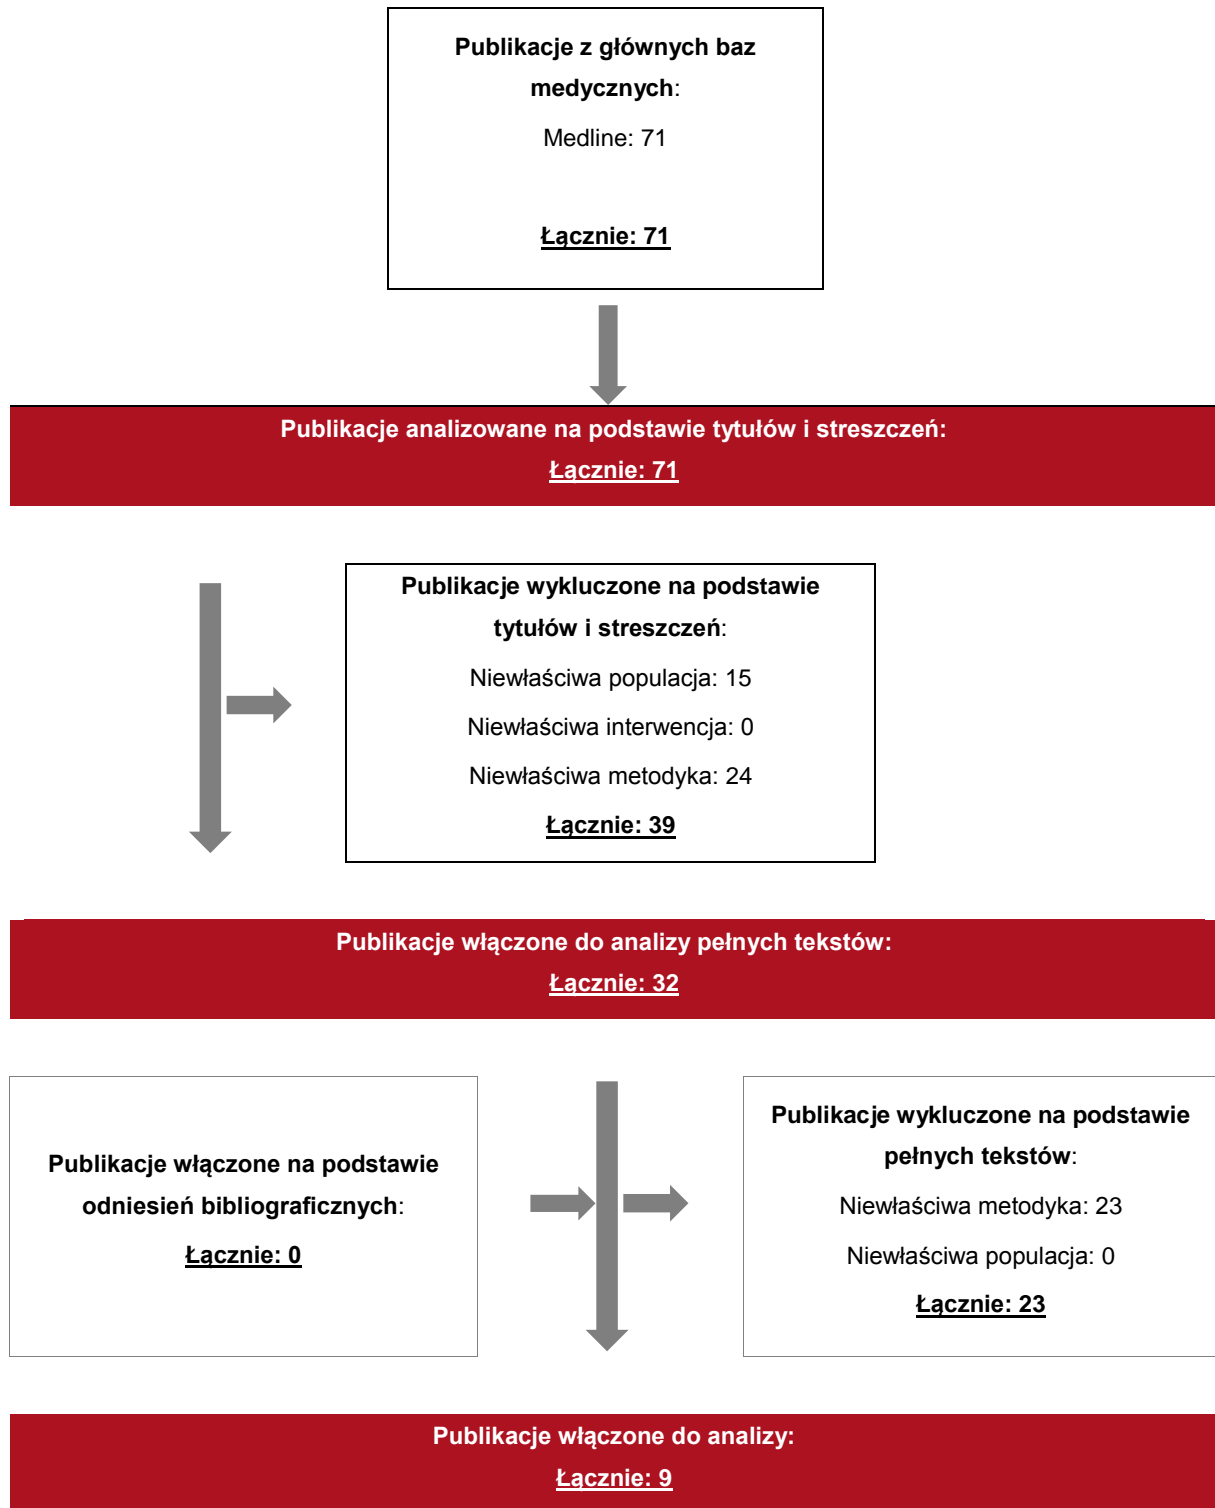 Publikacje z głównych baz
medycznych:
Medline: 71
Łącznie: 71
Publikacje analizowane na podstawie tytułów i streszczeń:
Łącznie: 71
Publikacje wykluczone na podstawie
tytułów i streszczeń:
Niewłaściwa populacja: 15
Niewłaściwa interwencja: 0
Niewłaściwa metodyka: 24
Łącznie: 39
Publikacje włączone do analizy pełnych tekstów:
Łącznie: 32
Publikacje włączone na podstawie
odniesień bibliograficznych:
Łącznie: 0
Publikacje wykluczone na podstawie
pełnych tekstów:
Niewłaściwa metodyka: 23
Niewłaściwa populacja: 0
Łącznie: 23
Publikacje włączone do analizy:
Łącznie: 9